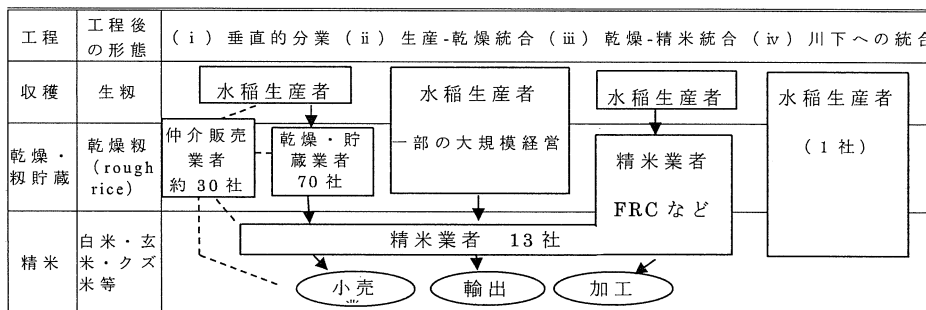 工程
工程後
の形態
(ⅰ) 垂直的分業 (ⅱ) 生産-乾燥統合 (ⅲ) 乾燥-精米統合 (ⅳ) 川下への統合
収穫
生籾
水稲生産者
水稲生産者
一部の大規模経営
水稲生産者
水稲生産者
(1社)
乾燥・
籾貯蔵
乾燥籾
(rough
rice)
仲介販売
業者
約30社
乾燥・貯
蔵業者
70社
精米業者
FRCなど
精米
白米・玄
米・クズ
米等
精米業者 13社
小売
輸出
加工